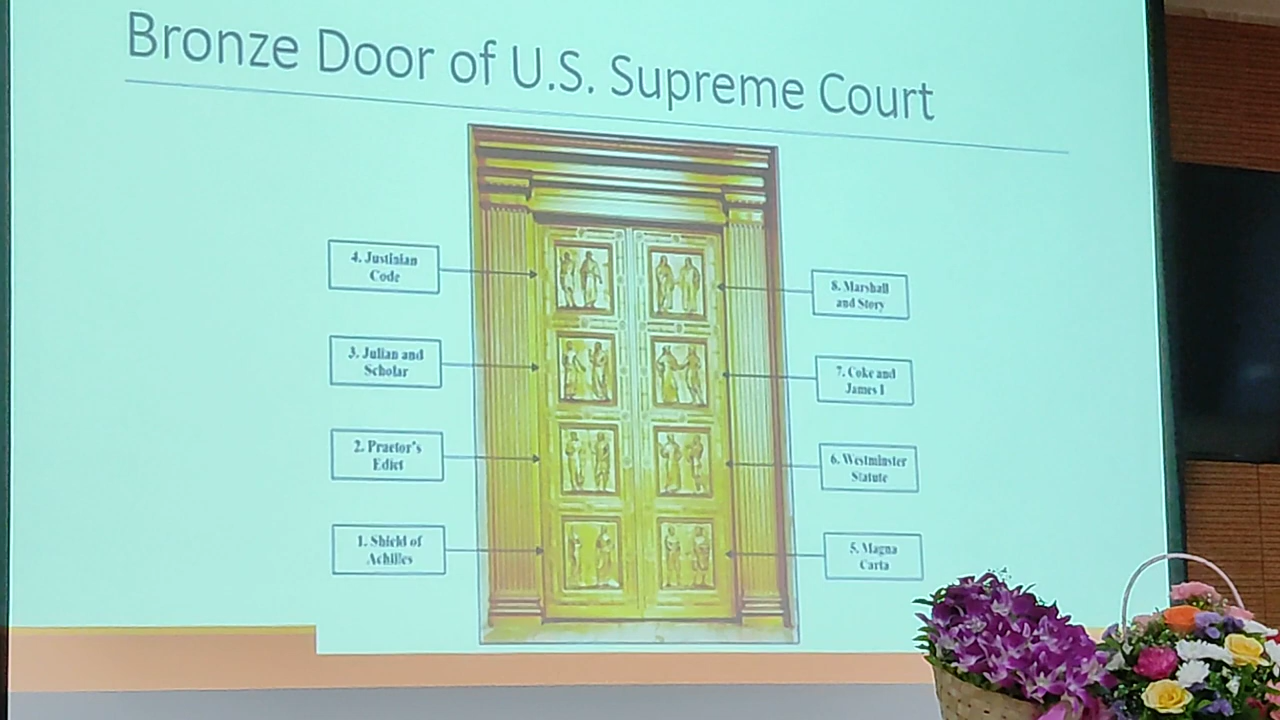 Bronze Door of U.S. Supreme Court
4. Justinian
Code
3. Julian and
Scholar
2. Praetor's
Edict
1. Shield of
Achilles
8. Marshall
and Story
7. Coke and
James I
6. Westminster
Statute
5. Magna
Carta